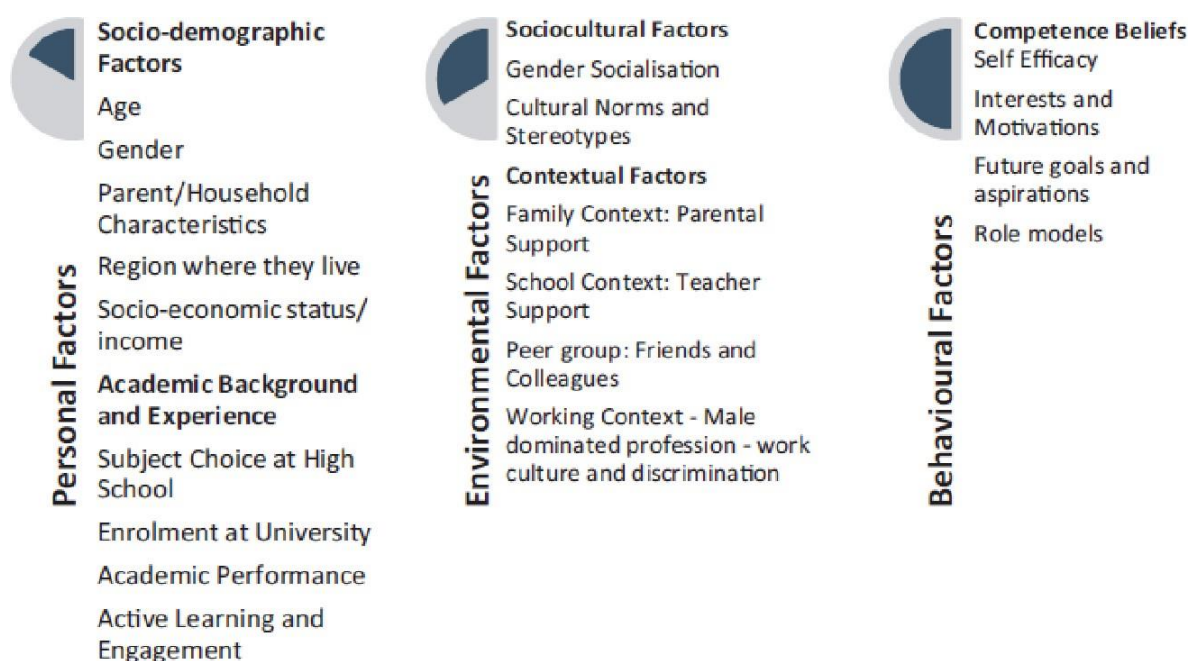 Personal Factors
Socio-demographic
Factors
Age
Gender
Parent/Household
Characteristics
Region where they live
Socio-economic status/
income
Academic Background
and Experience
Subject Choice at High
School
Enrolment at University
Academic Performance
Active Learning and
Engagement
Environmental Factors
Sociocultural Factors
Gender Socialisation
Cultural Norms and
Stereotypes
Contextual Factors
Family Context: Parental
Support
School Context: Teacher
Support
Peer group: Friends and
Colleagues
Working Context - Male
dominated profession - work
culture and discrimination
Behavioural Factors
Competence Beliefs
Self Efficacy
Interests and
Motivations
Future goals and
aspirations
Role models